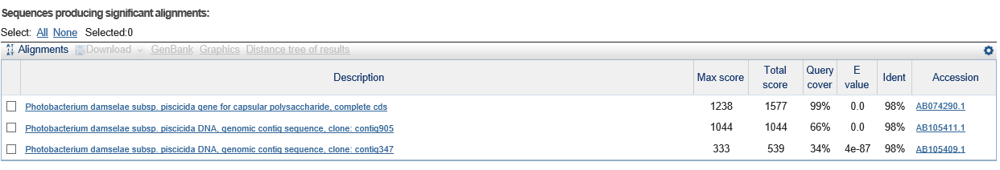 Sequences producing significant alignments:
Select: All None Selected:0
Alignments Download GenBank Graphics Distance tree of results
Description Max score Total score Query cover E value Ident Accession
Photobacterium damselae subsp. piscicida gene for capsular polysaccharide, complete cds 1238 1577 99% 0.0 98% AB074290.1
Photobacterium damselae subsp. piscicida DNA, genomic contig sequence, clone: contig905 1044 1044 66% 0.0 98% AB105411.1
Photobacterium damselae subsp. piscicida DNA, genomic contig sequence, clone: contig347 333 539 34% 4e-87 98% AB105409.1